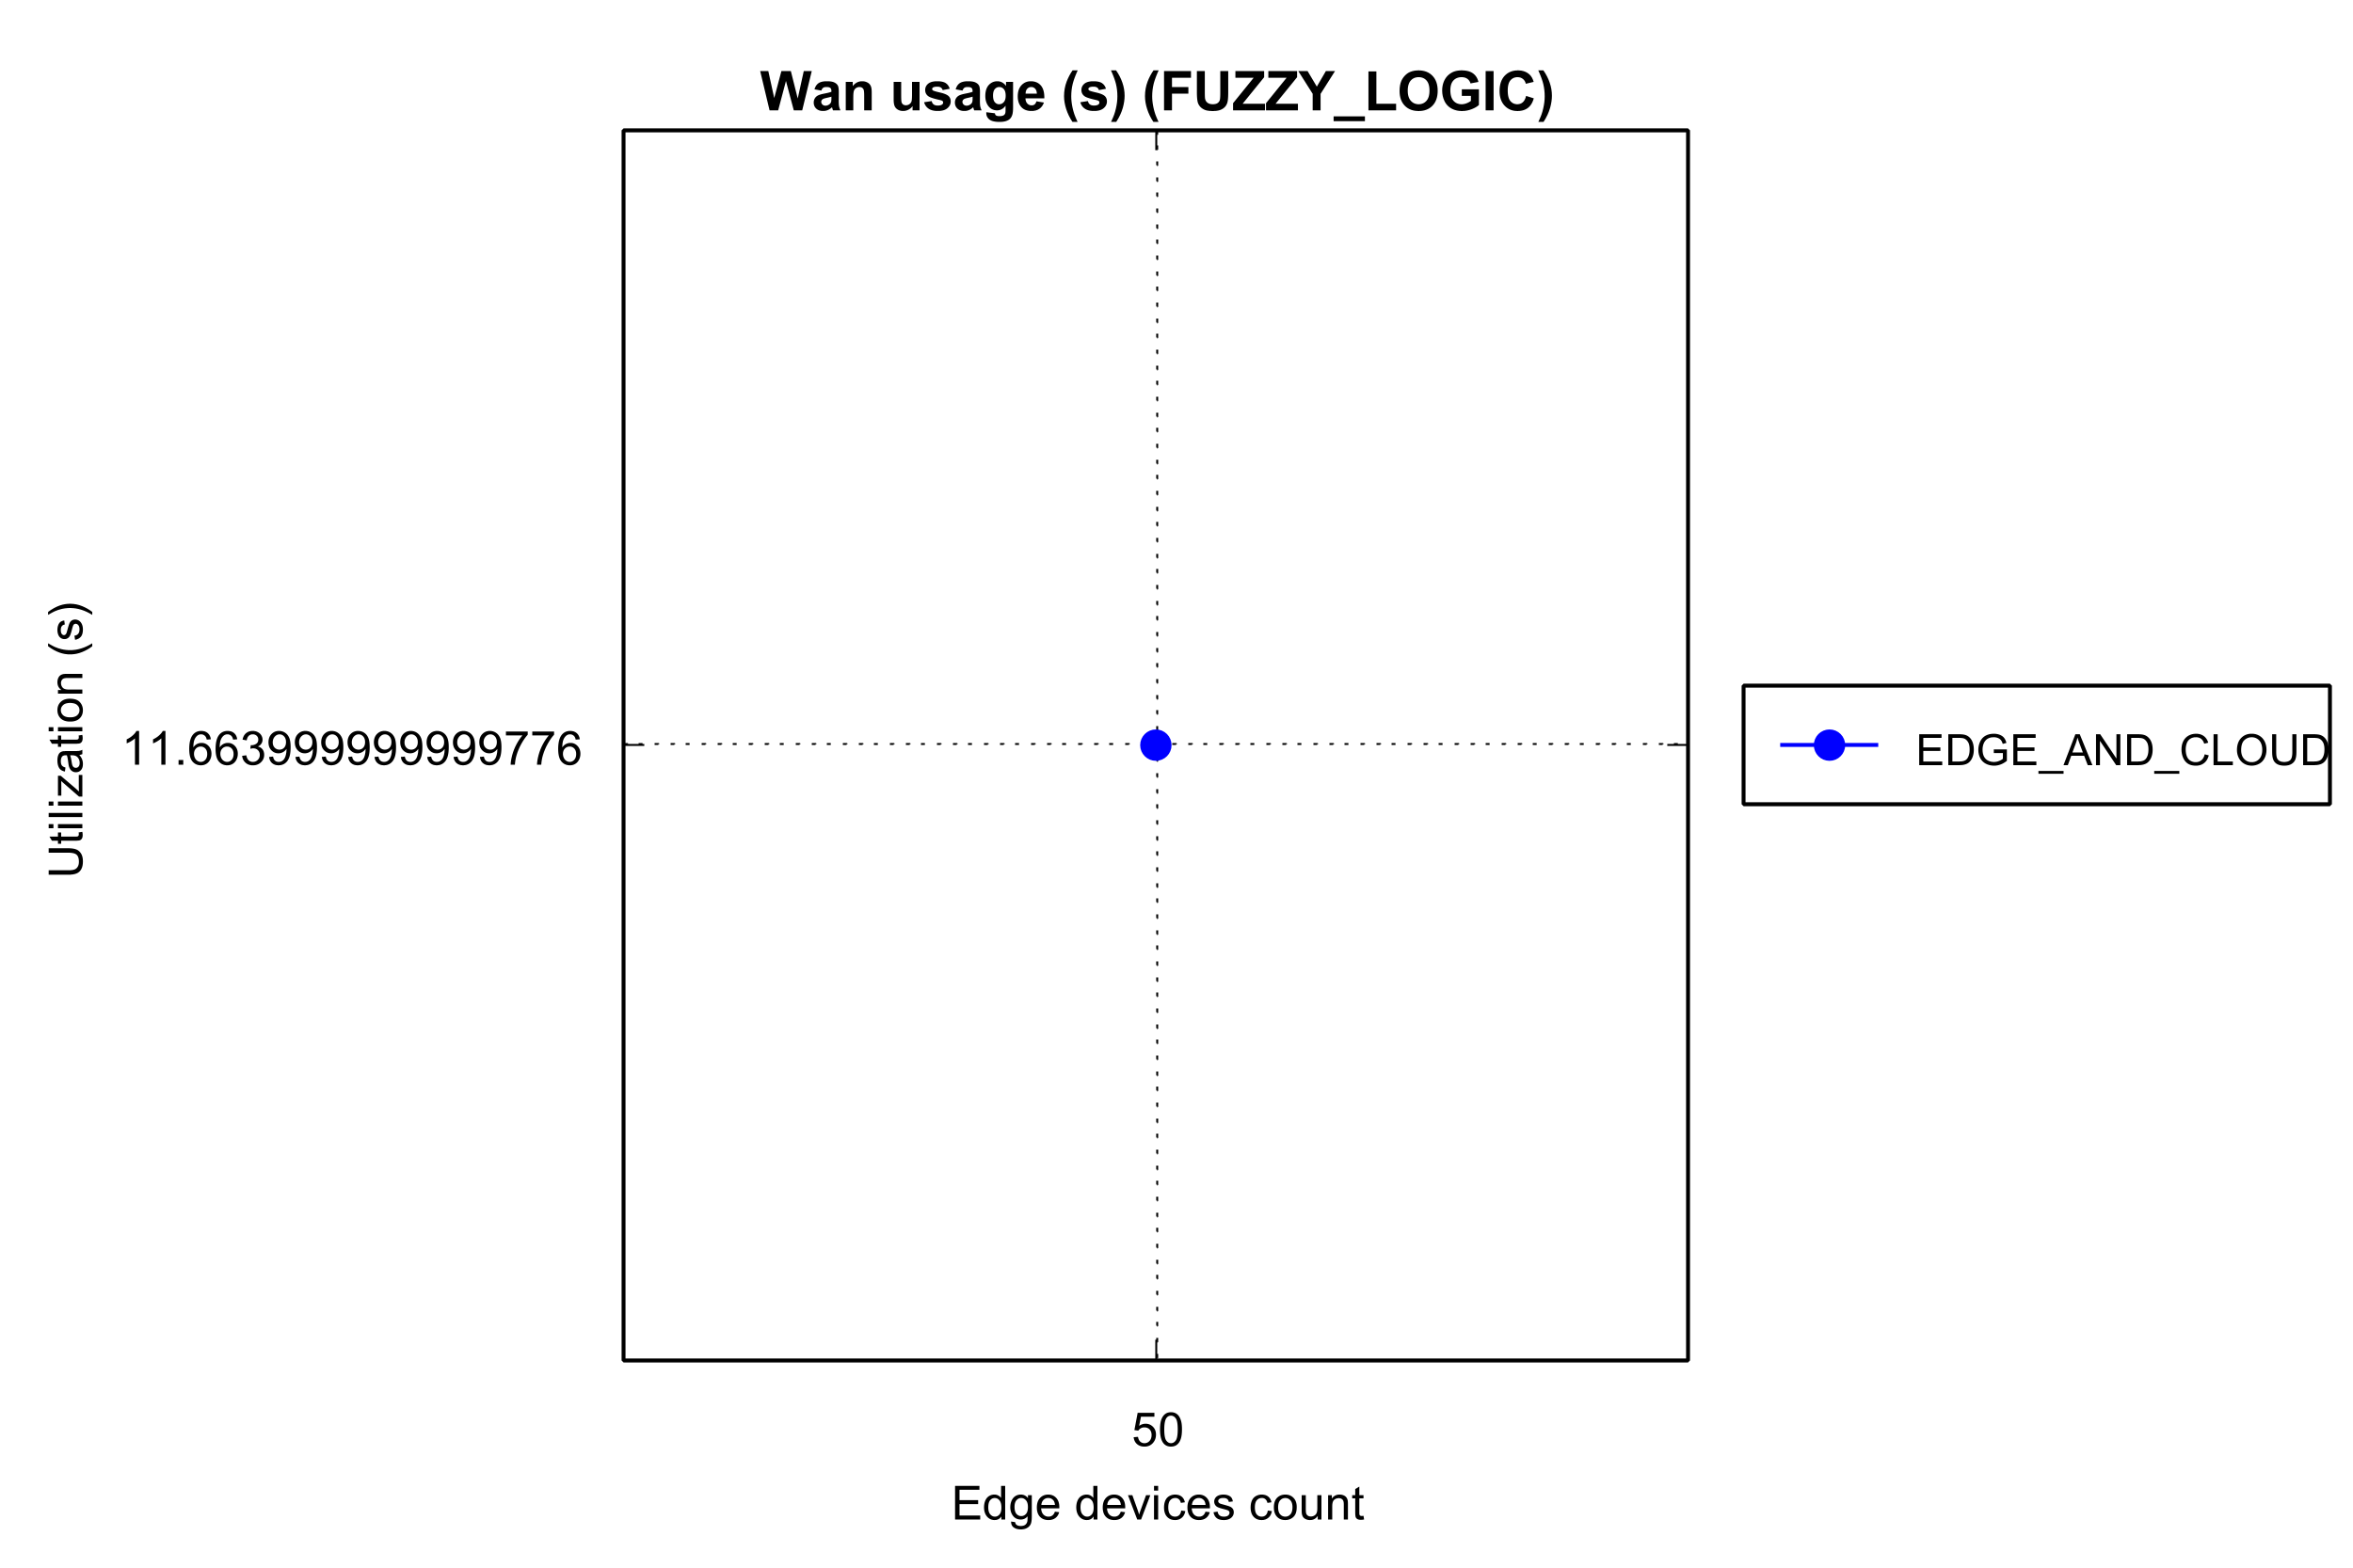 Wan usage (s)(FUZZY_LOGIC)
Utilization (s)
11.663999999999776
EDGE_AND_CLOUD
50
Edge devices count